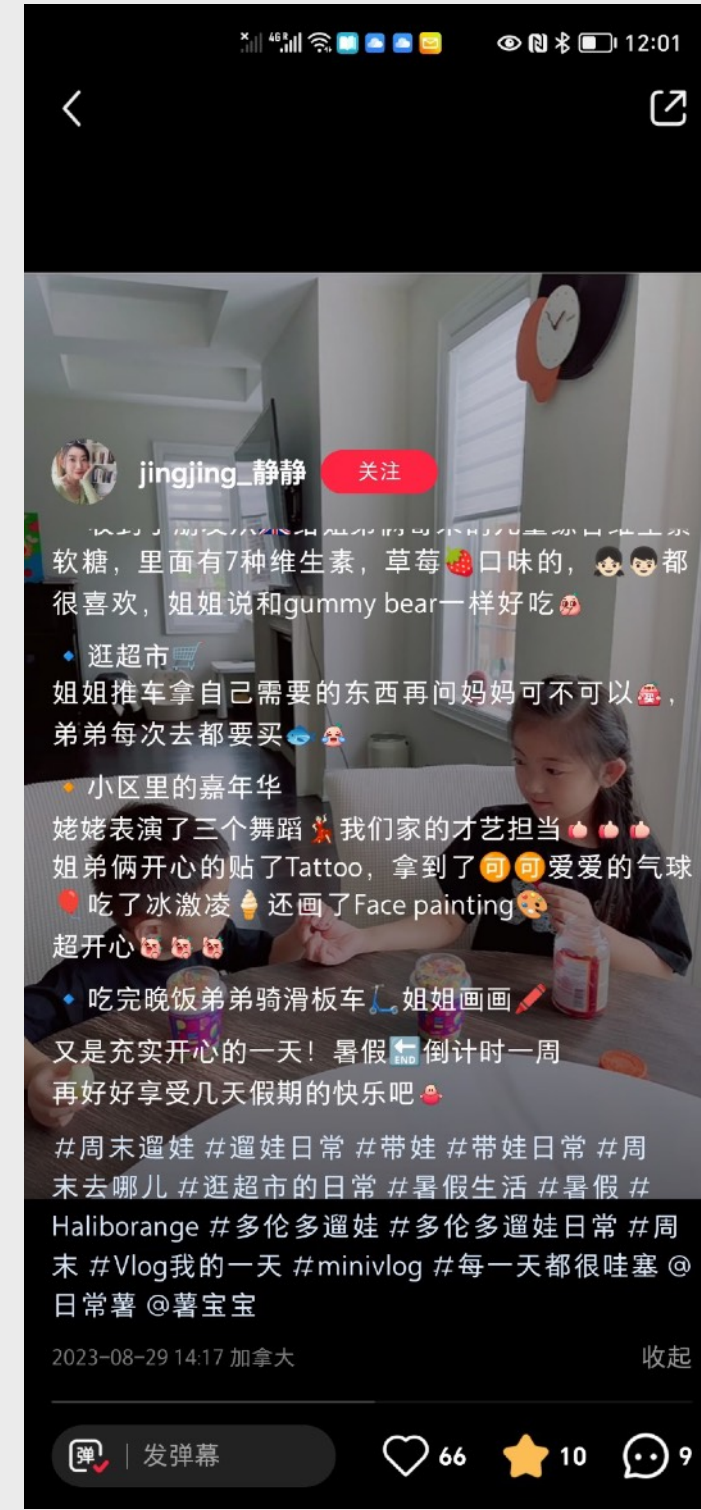 12:01
jingjing_静静 关注
软糖，里面有7种维生素，草莓🍓口味的，👧🏻👦🏻都
很喜欢，姐姐说和gummy bear一样好吃
🔹逛超市🛒
姐姐推车拿自己需要的东西再问妈妈可不可以，
弟弟每次去都要买🐟
🔸小区里的嘉年华
姥姥表演了三个舞蹈💃我们家的才艺担当
姐弟俩开心的贴了Tattoo，拿到了🉑🉑爱爱的气球
🎈吃了冰激凌🍦还画了Face painting🎨
超开心
🔹吃完晚饭弟弟骑滑板车🛴姐姐画画🖍
又是充实开心的一天！暑假🔚倒计时一周
再好好享受几天假期的快乐吧
#周末遛娃 #遛娃日常 #带娃 #带娃日常 #周
末去哪儿 #逛超市的日常 #暑假生活 #暑假 #
Haliborange #多伦多遛娃 #多伦多遛娃日常 #周
末 #Vlog我的一天 #minivlog #每一天都很哇塞 @
日常薯 @薯宝宝
2023-08-29 14:17 加拿大 收起
弹 发弹幕 66 10 9